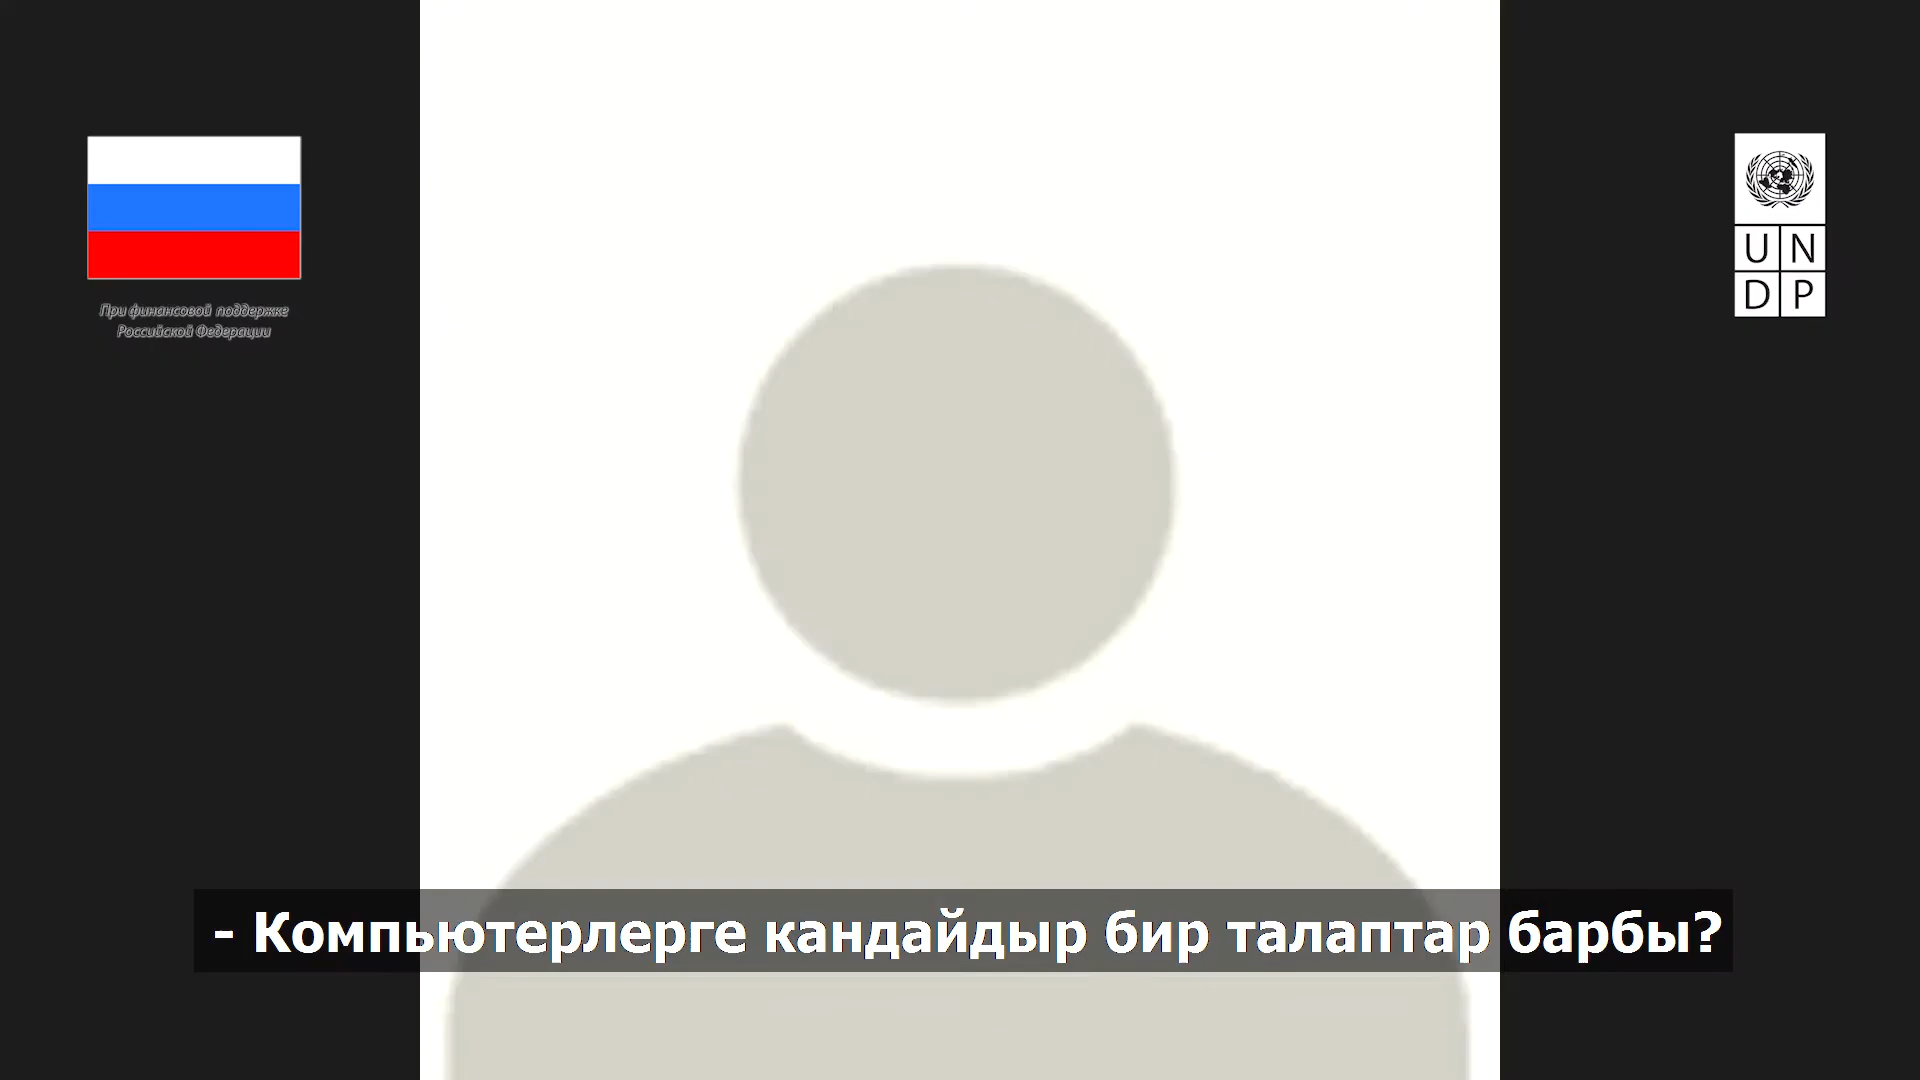 При финансовой поддержке
Российской Федерации
U N
D P
- Компьютерлерге кандайдыр бир талаптар барбы?